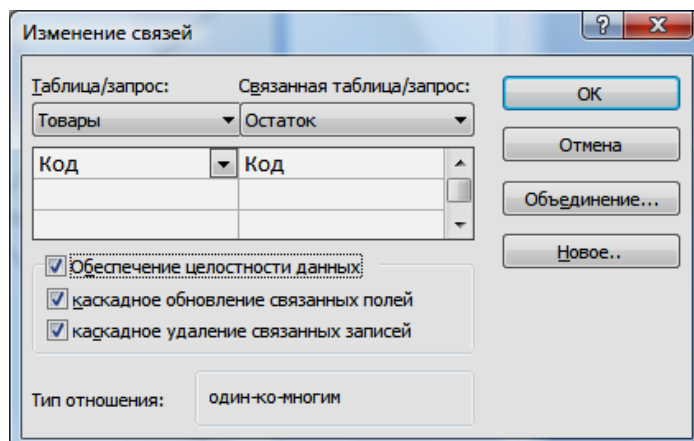 Изменение связей
Таблица/запрос: Связанная таблица/запрос:
Товары Остаток
Код Код
Обеспечение целостности данных
каскадное обновление связанных полей
каскадное удаление связанных записей
Тип отношения: один-ко-многим
ОК
Отмена
Объединение...
Новое..